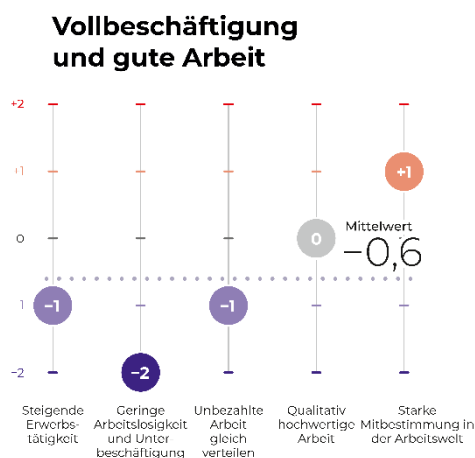 Vollbeschäftigung
und gute Arbeit
+2
+1
0
1
−2
+1
0
−1
−1
−2
Mittelwert
−0,6
Steigende
Erwerbs-
tätigkeit
Geringe
Arbeitslosigkeit
und Unter
beschäftigung
Unbezahlte
Arbeit
gleich
verteilen
Qualitativ
hochwertige
Arbeit
Starke
Mitbestimmung in
der Arbeitswelt